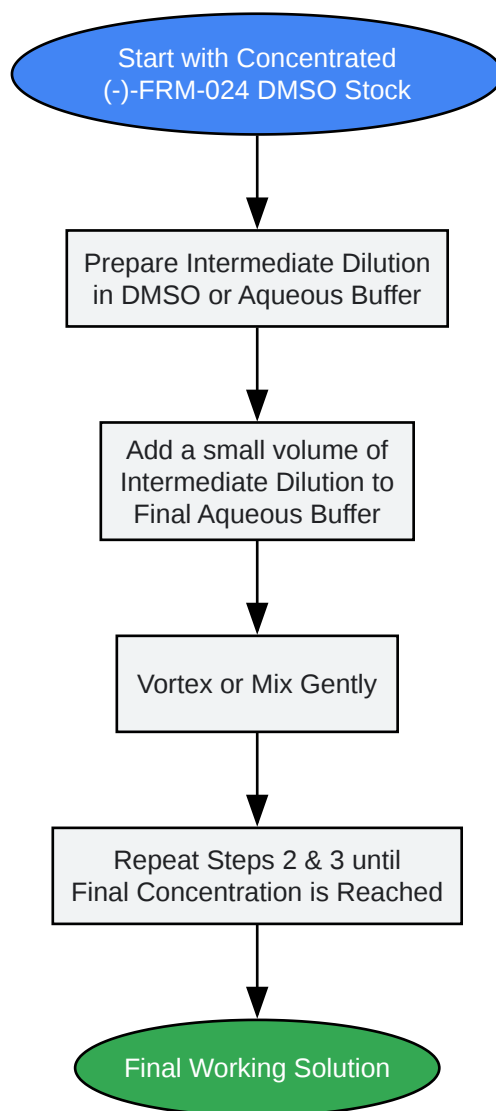 Start with Concentrated
(-)-FRM-024 DMSO Stock
Prepare Intermediate Dilution
in DMSO or Aqueous Buffer
Add a small volume of
Intermediate Dilution to
Final Aqueous Buffer
Vortex or Mix Gently
Repeat Steps 2 & 3 until
Final Concentration is Reached
Final Working Solution